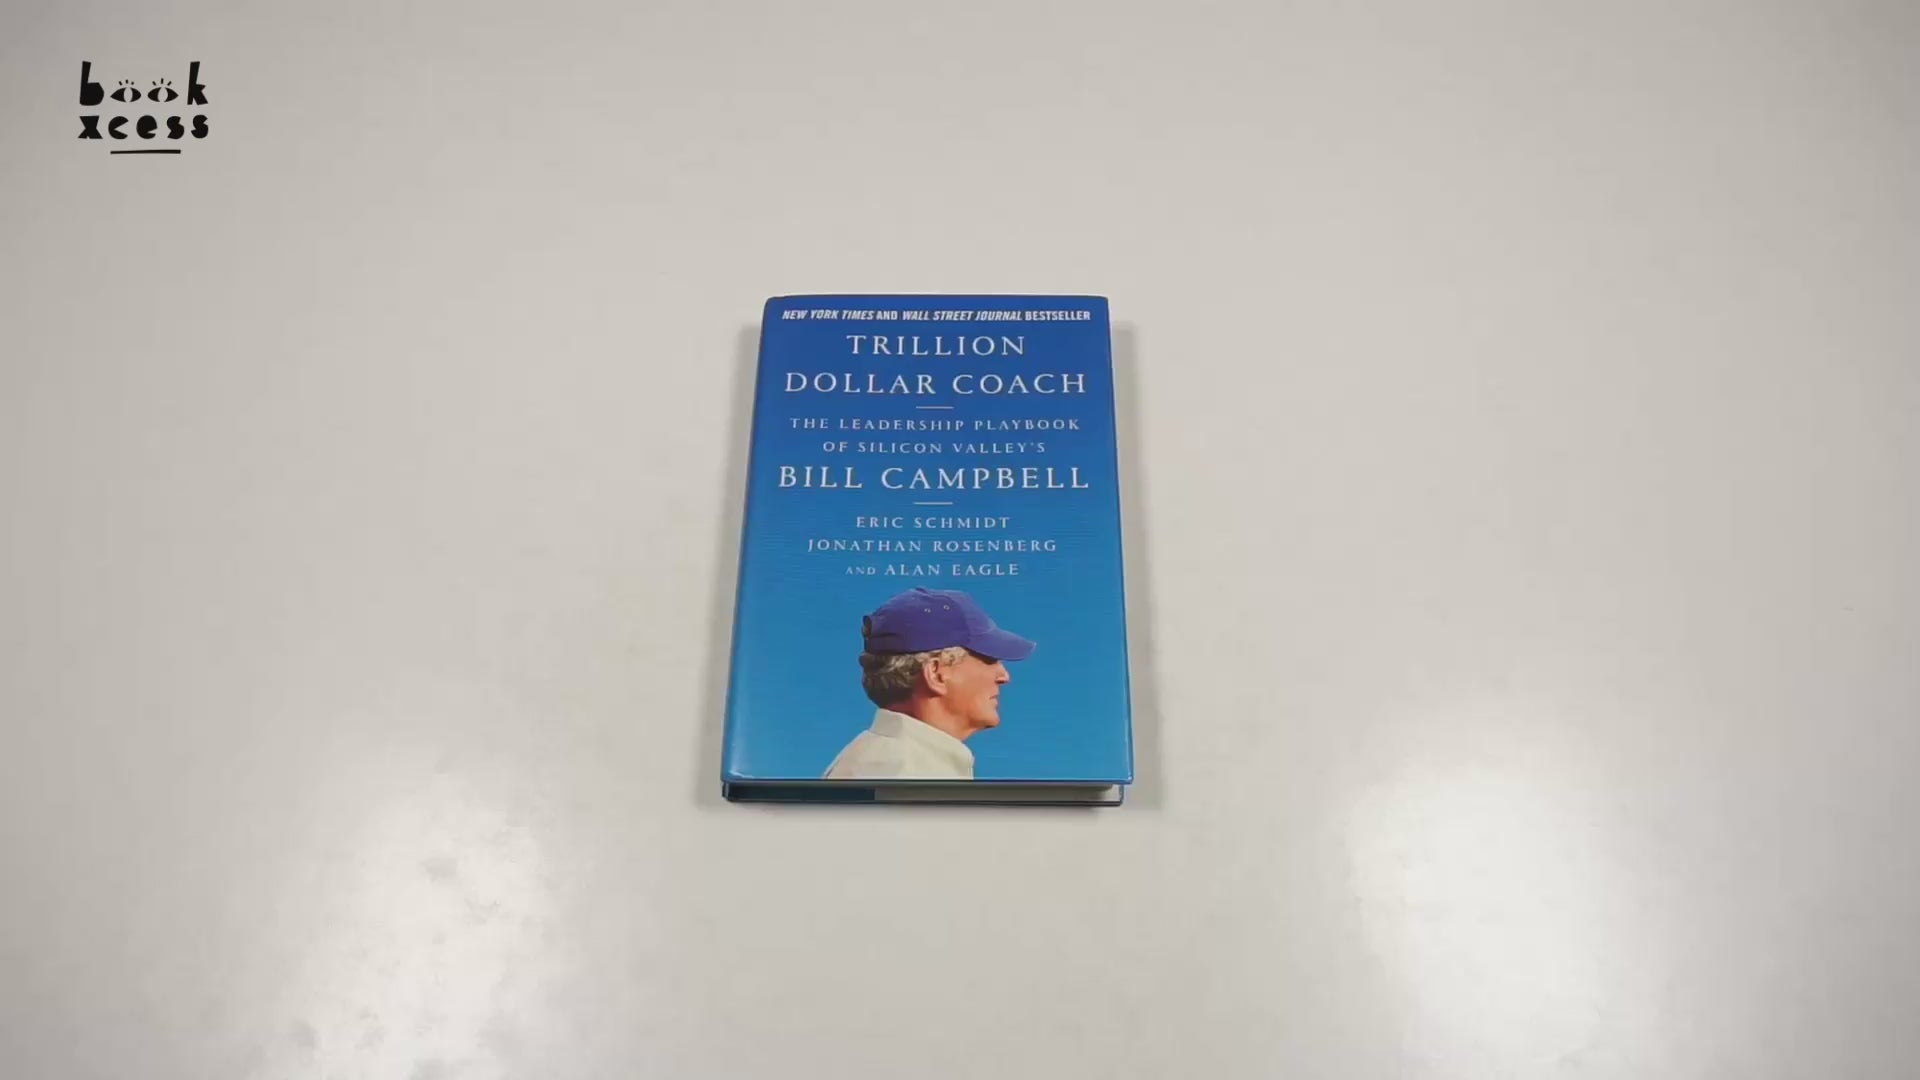 book
xcess
NEW YORK TIMES AND WALL STREET JOURNAL BESTSELLER
TRILLION
DOLLAR COACH
THE LEADERSHIP PLAYBOOK
OF SILICON VALLEY'S
BILL CAMPBELL
ERIC SCHMIDT
JONATHAN ROSENBERG
AND ALAN EAGLE